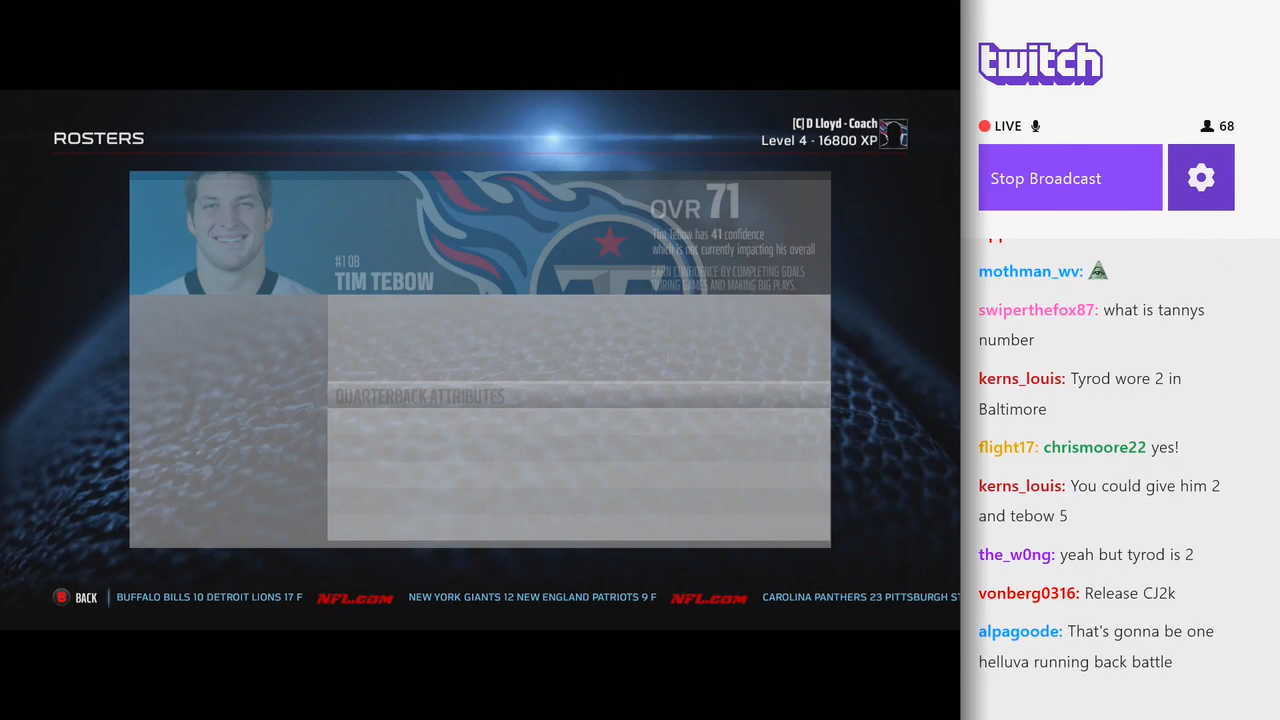 ROSTERS
[C] D Lloyd - Coach
Level 4 - 16800 XP
OVR 71
Tim Tebow has 41 confidence
which is not currently impacting his overall
EARN CONFIDENCE BY COMPLETING GOALS
DURING GAMES AND MAKING BIG PLAYS.
#1 QB
TIM TEBOW
QUARTERBACK ATTRIBUTES
B BACK
BUFFALO BILLS 10 DETROIT LIONS 17 F NFL.COM NEW YORK GIANTS 12 NEW ENGLAND PATRIOTS 9 F NFL.COM CAROLINA PANTHERS 23 PITTSBURGH ST
twitch
LIVE 68
Stop Broadcast
mothman_wv:
swiperthefox87: what is tannys
number
kerns_louis: Tyrod wore 2 in
Baltimore
flight17: chrismoore22 yes!
kerns_louis: You could give him 2
and tebow 5
the_w0ng: yeah but tyrod is 2
vonberg0316: Release CJ2k
alpagoode: That's gonna be one
helluva running back battle